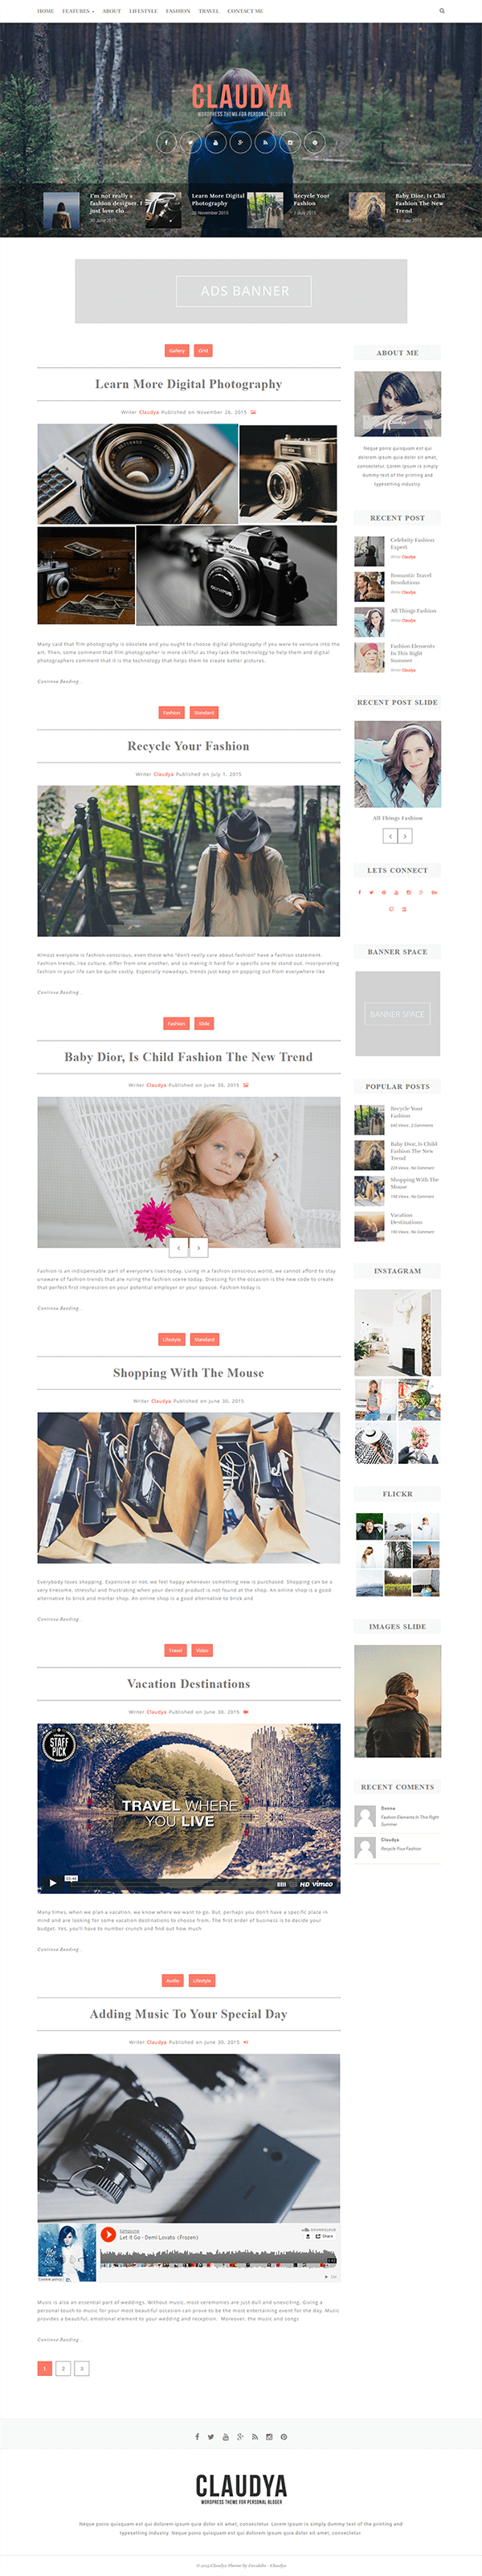 HOME FEATURES ABOUT LIFESTYLE FASHION TRAVEL CONTACT ME
CLAUDYA
WORDPRESS THEME FOR PERSONAL BLOGER
I'm not really a
fashion designer. I
just love clo...
30 June 2015
Learn More Digital
Photography
26 November 2015
Recycle Your
Fashion
1 July 2015
Baby Dior, Is Chil
Fashion The New
Trend
30 June 2015
ADS BANNER
Gallery Grid
Learn More Digital Photography
Writer Claudya Published on November 26, 2015
Many said that film photography is obsolete and you ought to choose digital photography if you were to venture into the
art. Then, some comment that film photographer is more skillful as they lack the technology to help them and digital
photographers comment that it is the technology that helps them to create better pictures.
Continue Reading...
Fashion Standard
Recycle Your Fashion
Writer Claudya Published on July 1, 2015
Almost everyone is fashion-conscious, even those who "don't really care about fashion" have a fashion statement.
Fashion trends, like culture, differ from one another, and so making it hard for a specific one to stand out. Incorporating
fashion in your life can be quite costly. Especially nowadays, trends just keep on popping out from everywhere like
Continue Reading...
Fashion Slide
Baby Dior, Is Child Fashion The New Trend
Writer Claudya Published on June 30, 2015
Fashion is an indispensable part of everyone's lives today. Living in a fashion conscious world, we cannot afford to stay
unaware of fashion trends that are ruling the fashion scene today. Dressing for the occasion is the new code to create
that perfect first impression on your potential employer or your spouse. Fashion today is
Continue Reading...
Lifestyle Standard
Shopping With The Mouse
Writer Claudya Published on June 30, 2015
Everybody loves shopping. Expensive or not, we feel happy whenever something new is purchased. Shopping can be a
very tiresome, stressful and frustrating when your desired product is not found at the shop. An online shop is a good
alternative to brick and mortar shop. An online shop is a good alternative to brick and
Continue Reading...
Travel Video
Vacation Destinations
Writer Claudya Published on June 30, 2015
STAFF
PICK
TRAVEL WHERE
YOU LIVE
HD vimeo
Many times, when we plan a vacation, we know where we want to go. But, perhaps you don't have a specific place in
mind and are looking for some vacation destinations to choose from. The first order of business is to decide your
budget. Yes, you'll have to number crunch and find out how much
Continue Reading...
Audio Lifestyle
Adding Music To Your Special Day
Writer Claudya Published on June 30, 2015
SOUNDCLOUD
Let It Go - Demi Lovato (Frozen)
Share
Cookie policy
Music is also an essential part of weddings. Without music, most ceremonies are just dull and unexciting. Giving a
personal touch to music for your most beautiful occasion can prove to be the most entertaining event for the day. Music
provides a beautiful, emotional element to your wedding and reception. Moreover, the music and songs
Continue Reading...
1 2 3
ABOUT ME
Claudya
Neque porro quisquam est qui
dolorem ipsum quia dolor sit amet,
consectetur. Lorem Ipsum is simply
dummy text of the printing and
typesetting industry
RECENT POST
Celebrity Fashion
Expert
Writer Claudya
Romantic Travel
Resolutions
Writer Claudya
All Things Fashion
Writer Claudya
Fashion Elements
In This Right
Summer
Writer Claudya
RECENT POST SLIDE
All Things Fashion
LETS CONNECT
BANNER SPACE
BANNER SPACE
POPULAR POSTS
Recycle Your
Fashion
Baby Dior, Is Child
Fashion The New
Trend
Shopping With The
Mouse
Vacation
Destinations
INSTAGRAM
FLICKR
IMAGES SLIDE
RECENT COMENTS
Donna
Fashion Elements In This Right
Summer
Claudya
Recycle Your Fashion
CLAUDYA
WORDPRESS THEME FOR PERSONAL BLOGER
Neque porro quisquam est qui dolorem ipsum quia dolor sit amet, consectetur. Lorem Ipsum is simply dummy text of the printing and
typesetting industry. Neque porro quisquam est qui dolorem ipsum quia dolor sit amet, consectetur.